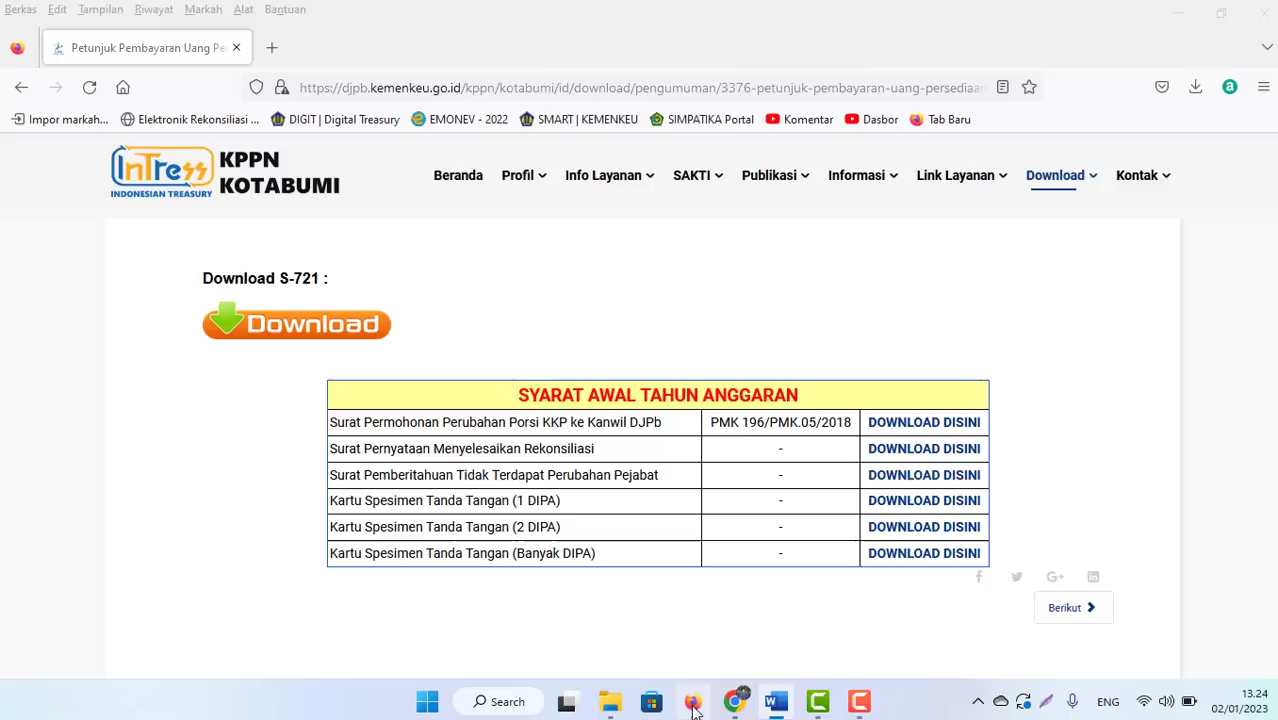 Berkas Edit Tampilan Riwayat Markah Alat Bantuan
Petunjuk Pembayaran Uang Pe
https://djpb.kemenkeu.go.id/kppn/kotabumi/id/download/pengumuman/3376-petunjuk-pembayaran-uang-persediaan
Impor markah... Elektronik Rekonsiliasi ... DIGIT | Digital Treasury EMONEV - 2022 SMART | KEMENKEU SIMPATIKA Portal Komentar Dasbor Tab Baru
InTress
INDONESIAN TREASURY
KPPN
KOTABUMI
Beranda Profil Info Layanan SAKTI Publikasi Informasi Link Layanan Download Kontak
Download S-721 :
Download
SYARAT AWAL TAHUN ANGGARAN
Surat Permohonan Perubahan Porsi KKP ke Kanwil DJPb PMK 196/PMK.05/2018 DOWNLOAD DISINI
Surat Pernyataan Menyelesaikan Rekonsiliasi - DOWNLOAD DISINI
Surat Pemberitahuan Tidak Terdapat Perubahan Pejabat - DOWNLOAD DISINI
Kartu Spesimen Tanda Tangan (1 DIPA) - DOWNLOAD DISINI
Kartu Spesimen Tanda Tangan (2 DIPA) - DOWNLOAD DISINI
Kartu Spesimen Tanda Tangan (Banyak DIPA) - DOWNLOAD DISINI
Berikut
Search
ENG
13.24
02/01/2023